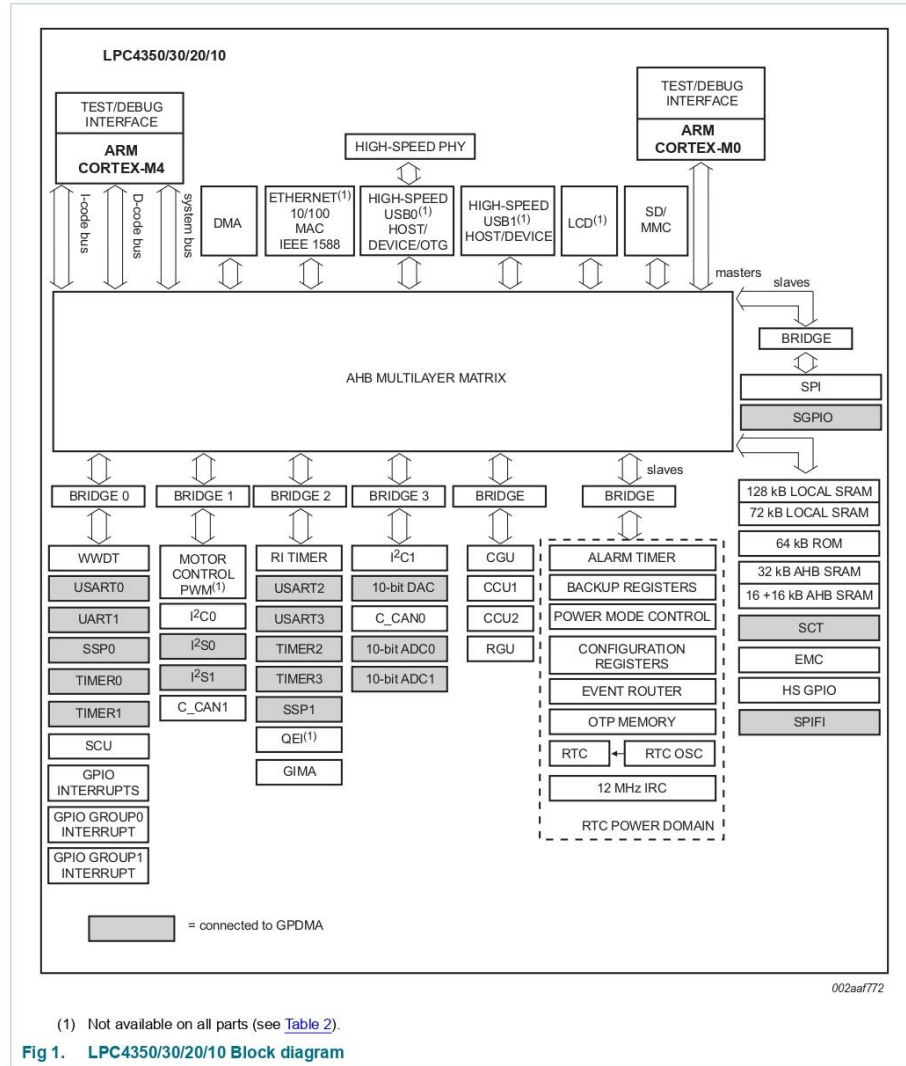 LPC4350/30/20/10
TEST/DEBUG
INTERFACE
ARM
CORTEX-M4
TEST/DEBUG
INTERFACE
ARM
CORTEX-M0
HIGH-SPEED PHY
I-code bus
D-code bus
system bus
DMA
ETHERNET(1)
10/100
MAC
IEEE 1588
HIGH-SPEED
USB0(1)
HOST/
DEVICE/OTG
HIGH-SPEED
USB1(1)
HOST/DEVICE
LCD(1)
SD/
MMC
masters
slaves
BRIDGE
SPI
SGPIO
AHB MULTILAYER MATRIX
slaves
BRIDGE 0
BRIDGE 1
BRIDGE 2
BRIDGE 3
BRIDGE
BRIDGE
WWDT
USART0
UART1
SSP0
TIMER0
TIMER1
SCU
GPIO
INTERRUPTS
GPIO GROUP0
INTERRUPT
GPIO GROUP1
INTERRUPT
MOTOR
CONTROL
PWM(1)
I2C0
I2S0
I2S1
C_CAN1
RI TIMER
USART2
USART3
TIMER2
TIMER3
SSP1
QEI(1)
GIMA
I2C1
10-bit DAC
C_CAN0
10-bit ADC0
10-bit ADC1
CGU
CCU1
CCU2
RGU
ALARM TIMER
BACKUP REGISTERS
POWER MODE CONTROL
CONFIGURATION
REGISTERS
EVENT ROUTER
OTP MEMORY
RTC
RTC OSC
12 MHz IRC
RTC POWER DOMAIN
128 kB LOCAL SRAM
72 kB LOCAL SRAM
64 kB ROM
32 kB AHB SRAM
16 +16 kB AHB SRAM
SCT
EMC
HS GPIO
SPIFI
= connected to GPDMA
002aaf772
(1) Not available on all parts (see Table 2).
Fig 1. LPC4350/30/20/10 Block diagram